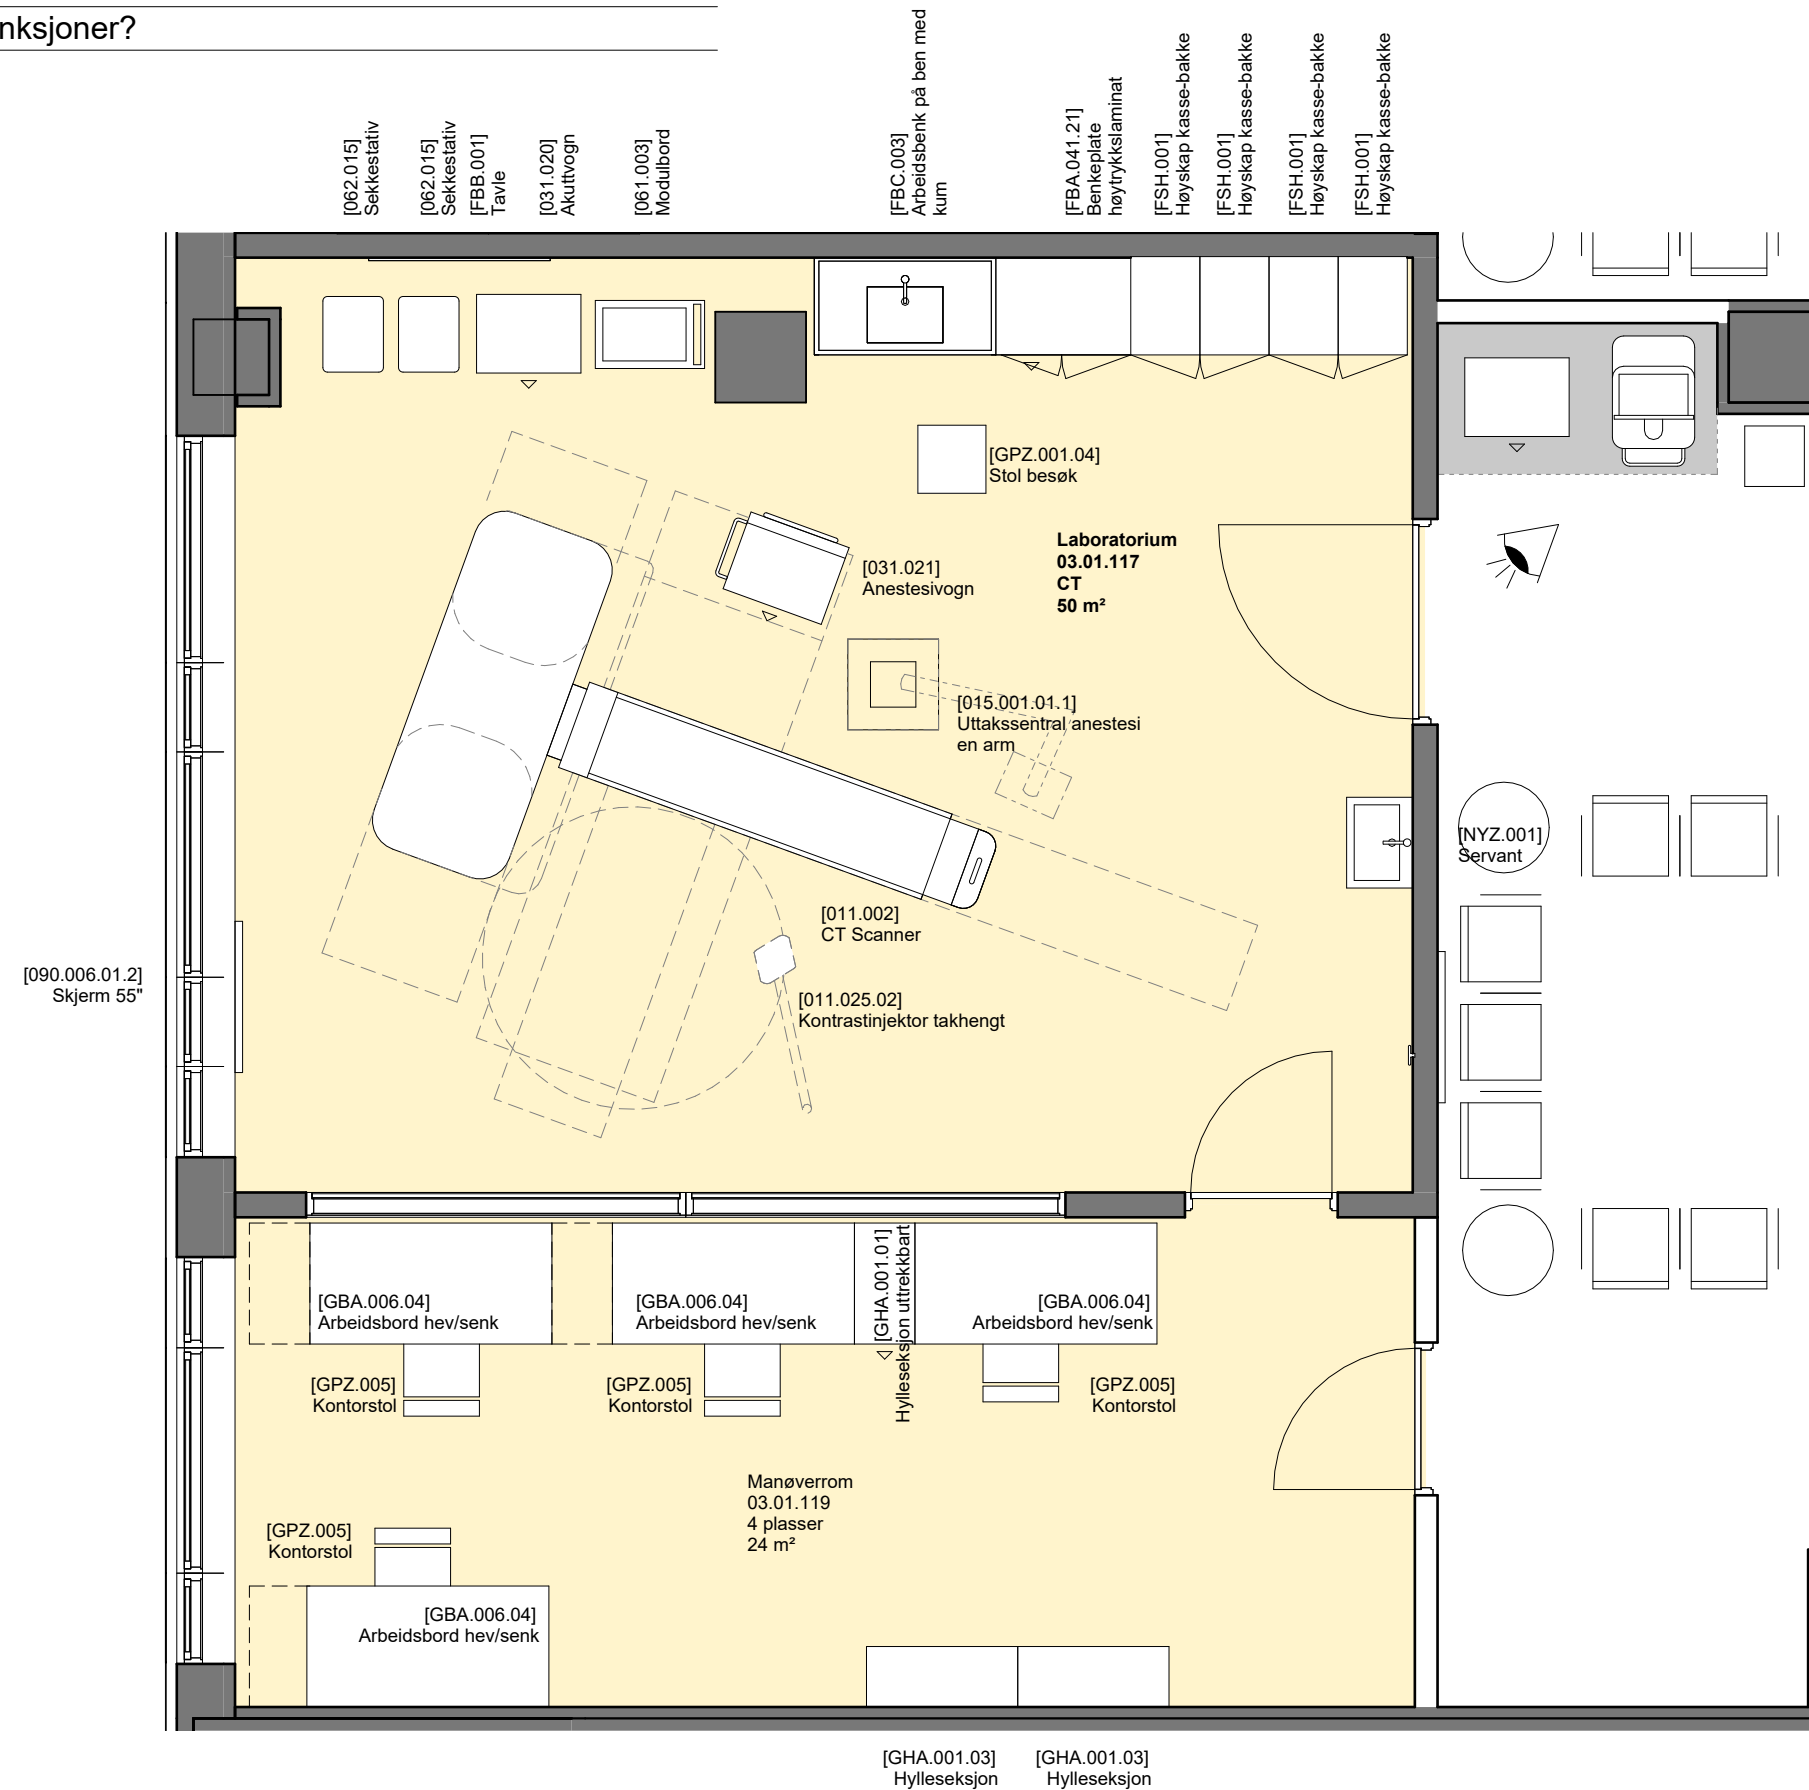 nksjoner?
[062.015]
Sekkestativ
[062.015]
Sekkestativ
[FBB.001]
Tavle
[031.020]
Akuttvogn
[061.003]
Modulbord
[FBC.003]
Arbeidsbenk på ben med
kum
[FBA.041.21]
Benkeplate
høytrykkslaminat
[FSH.001]
Høyskap kasse-bakke
[FSH.001]
Høyskap kasse-bakke
[FSH.001]
Høyskap kasse-bakke
[FSH.001]
Høyskap kasse-bakke
[GPZ.001.04]
Stol besøk
Laboratorium
03.01.117
CT
50 m²
[031.021]
Anestesivogn
[015.001.01.1]
Uttakssentral anestesi
en arm
[NYZ.001]
Servant
[011.002]
CT Scanner
[090.006.01.2]
Skjerm 55"
[011.025.02]
Kontrastinjektor takhengt
[GBA.006.04]
Arbeidsbord hev/senk
[GBA.006.04]
Arbeidsbord hev/senk
[GHA.001.01]
Hylleseksjon uttrekkbart
[GBA.006.04]
Arbeidsbord hev/senk
[GPZ.005]
Kontorstol
[GPZ.005]
Kontorstol
[GPZ.005]
Kontorstol
Manøverrom
03.01.119
4 plasser
24 m²
[GPZ.005]
Kontorstol
[GBA.006.04]
Arbeidsbord hev/senk
[GHA.001.03]
Hylleseksjon
[GHA.001.03]
Hylleseksjon